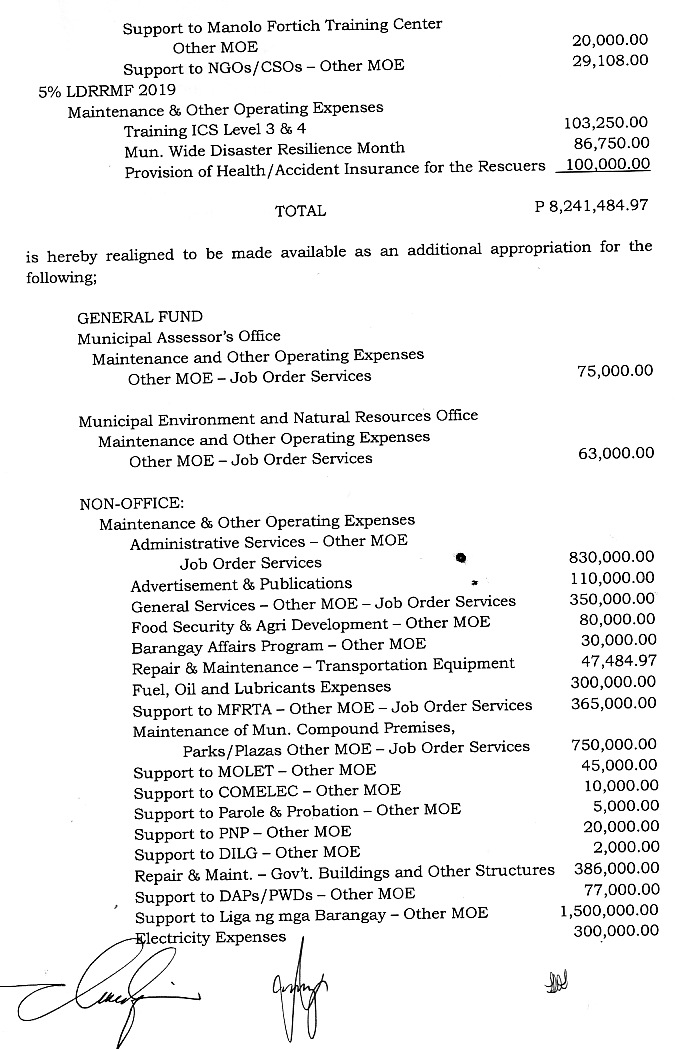 Support to Manolo Fortich Training Center
Other MOE 20,000.00
Support to NGOs/CSOs – Other MOE 29,108.00
5% LDRRMF 2019
Maintenance & Other Operating Expenses
Training ICS Level 3 & 4 103,250.00
Mun. Wide Disaster Resilience Month 86,750.00
Provision of Health/Accident Insurance for the Rescuers 100,000.00
TOTAL P 8,241,484.97
is hereby realigned to be made available as an additional appropriation for the
following;
GENERAL FUND
Municipal Assessor's Office
Maintenance and Other Operating Expenses
Other MOE – Job Order Services 75,000.00
Municipal Environment and Natural Resources Office
Maintenance and Other Operating Expenses
Other MOE – Job Order Services 63,000.00
NON-OFFICE:
Maintenance & Other Operating Expenses
Administrative Services – Other MOE
Job Order Services 830,000.00
Advertisement & Publications 110,000.00
General Services – Other MOE – Job Order Services 350,000.00
Food Security & Agri Development – Other MOE 80,000.00
Barangay Affairs Program – Other MOE 30,000.00
Repair & Maintenance – Transportation Equipment 47,484.97
Fuel, Oil and Lubricants Expenses 300,000.00
Support to MFRTA – Other MOE – Job Order Services 365,000.00
Maintenance of Mun. Compound Premises,
Parks/Plazas Other MOE – Job Order Services 750,000.00
Support to MOLET – Other MOE 45,000.00
Support to COMELEC – Other MOE 10,000.00
Support to Parole & Probation – Other MOE 5,000.00
Support to PNP – Other MOE 20,000.00
Support to DILG – Other MOE 2,000.00
Repair & Maint. – Gov't. Buildings and Other Structures 386,000.00
Support to DAPs/PWDs – Other MOE 77,000.00
Support to Liga ng mga Barangay – Other MOE 1,500,000.00
Electricity Expenses 300,000.00